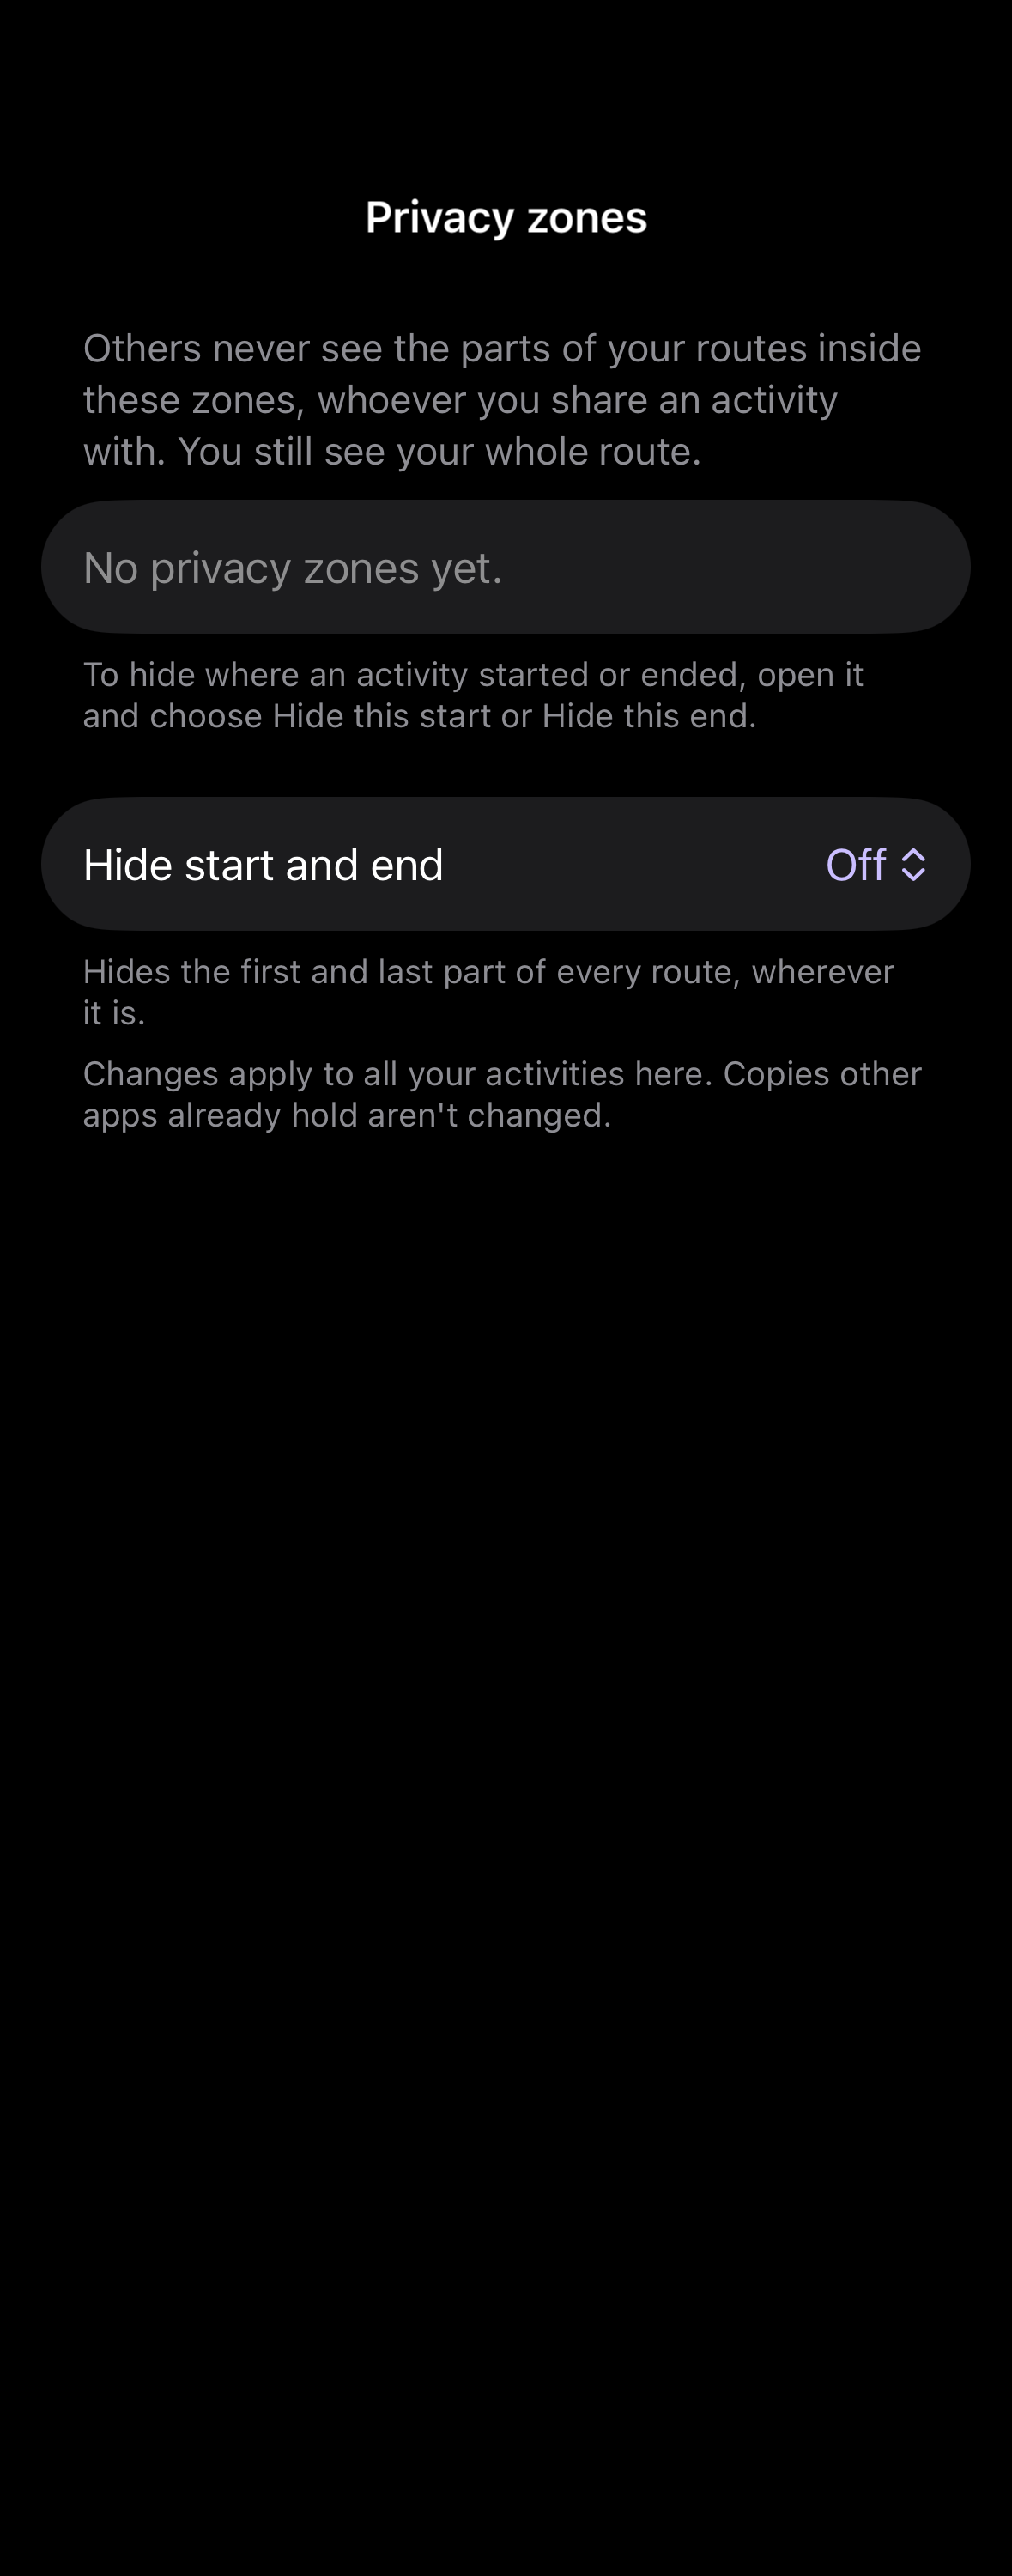 Privacy zones
Others never see the parts of your routes inside
these zones, whoever you share an activity
with. You still see your whole route.
No privacy zones yet.
To hide where an activity started or ended, open it
and choose Hide this start or Hide this end.
Hide start and end Off
Hides the first and last part of every route, wherever
it is.
Changes apply to all your activities here. Copies other
apps already hold aren't changed.